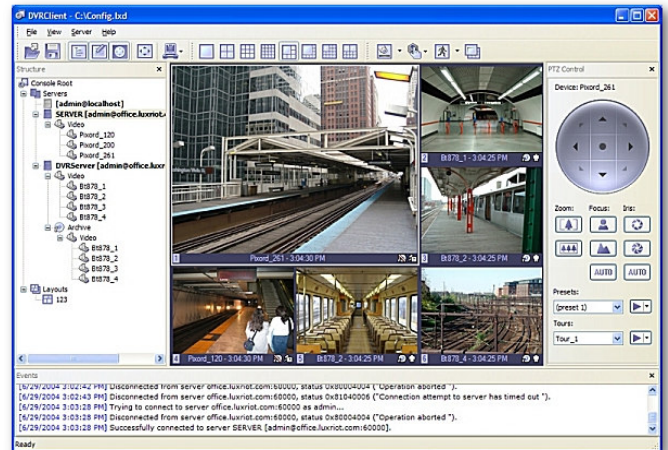 DVRClient - C:\Config.lxd
File View Server Help
Structure
Console Root
Servers
[admin@localhost]
SERVER [admin@office.luxriot.
Video
Pixord_120
Pixord_200
Pixord_261
DVRServer [admin@office.luxr
Video
Bt878_1
Bt878_2
Bt878_3
Bt878_4
Archive
Video
Bt878_1
Bt878_2
Bt878_3
Bt878_4
Layouts
123
1 Pixord_261 - 3:04:30 PM
2 Bt878_1 - 3:04:25 PM
3 Bt878_2 - 3:04:25 PM
4 Pixord_120 - 3:04:30 PM
5 Bt878_2 - 3:04:25 PM
6 Bt878_4 - 3:04:25 PM
PTZ Control
Device: Pixord_261
Zoom: Focus: Iris:
AUTO AUTO
Presets:
(preset 1)
Tours:
Tour_1
Events
[6/29/2004 3:02:42 PM] Disconnected from server office.luxriot.com:60000, status 0x80004004 ("Operation aborted ").
[6/29/2004 3:02:43 PM] Disconnected from server office.luxriot.com:60000, status 0x81040006 ("Connection attempt to server has timed out ").
[6/29/2004 3:03:28 PM] Trying to connect to server office.luxriot.com:60000 as admin...
[6/29/2004 3:03:28 PM] Disconnected from server office.luxriot.com:60000, status 0x80004004 ("Operation aborted ").
[6/29/2004 3:03:28 PM] Successfully connected to server SERVER [admin@office.luxriot.com:60000].
Ready